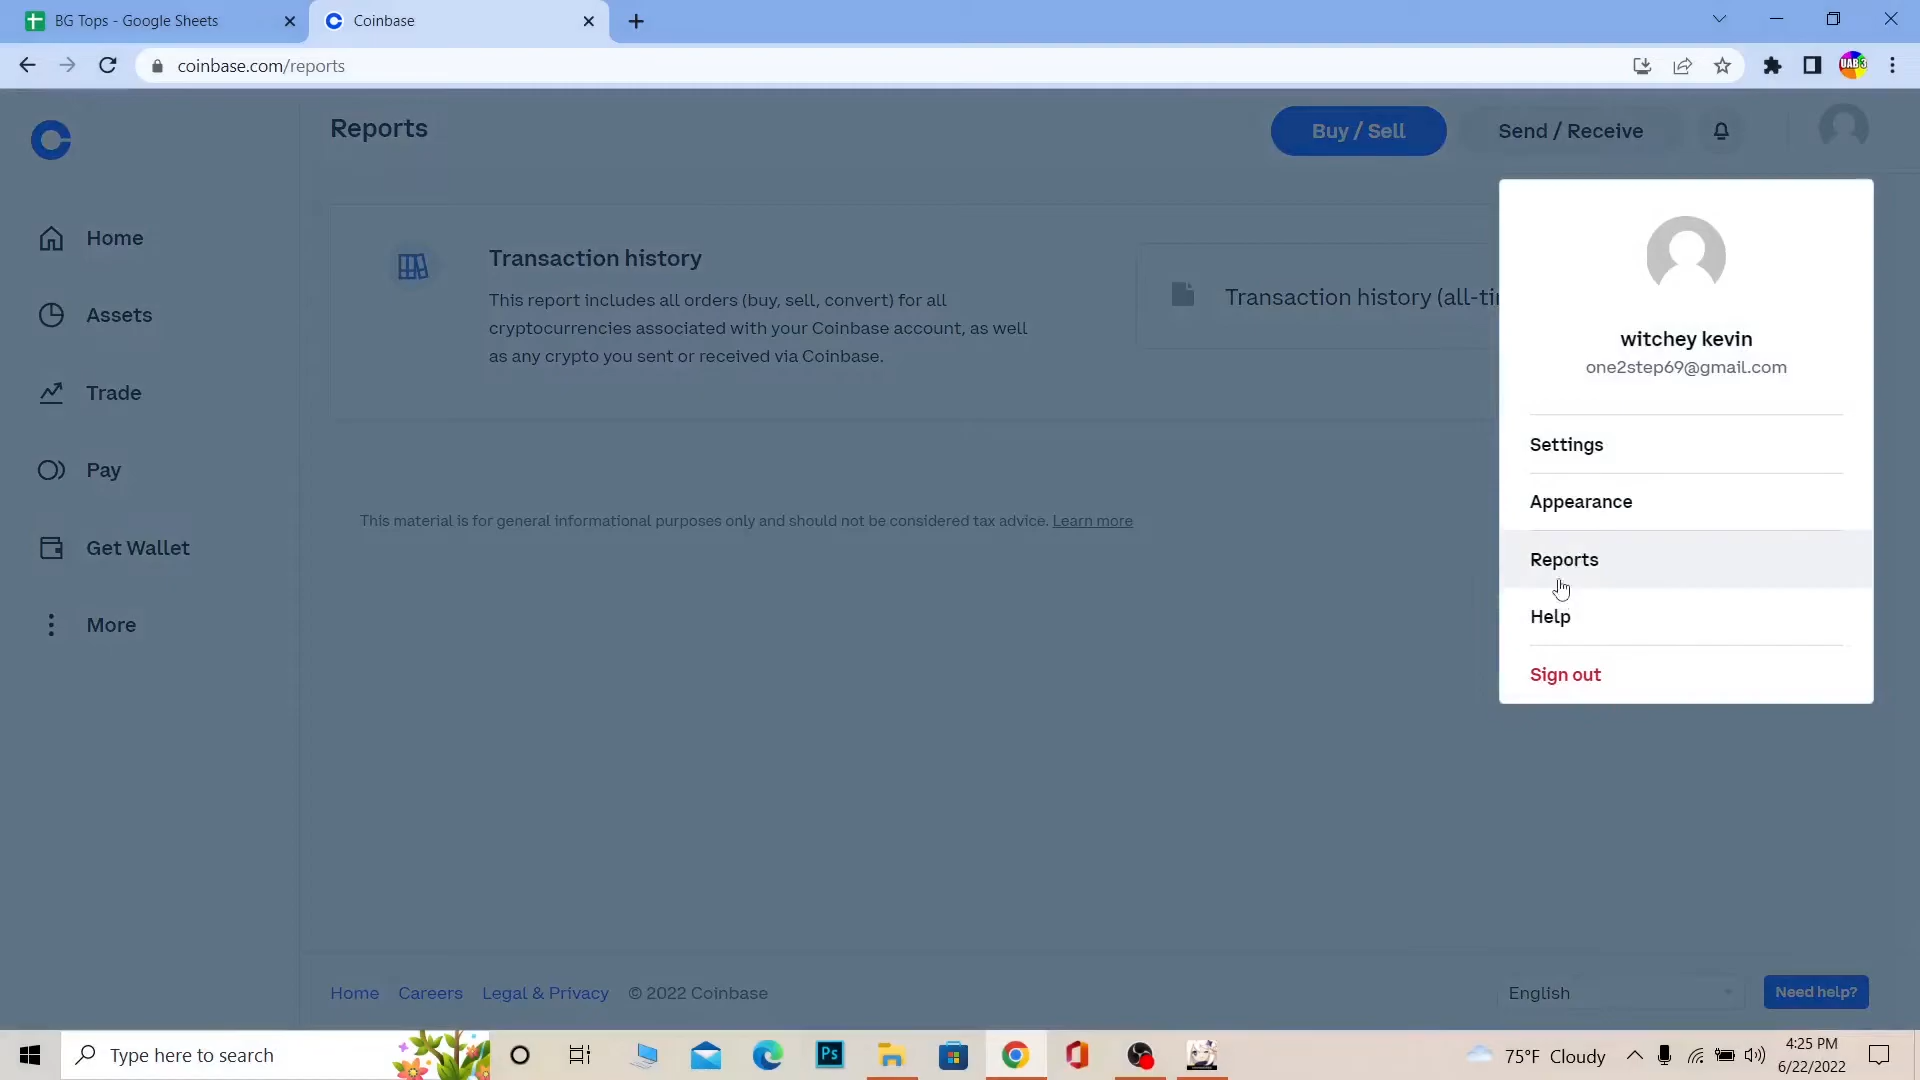 BG Tops - Google Sheets
Coinbase
coinbase.com/reports
UAB 3
Reports
Buy / Sell
Send / Receive
Home
Assets
Trade
Pay
Get Wallet
More
Transaction history
This report includes all orders (buy, sell, convert) for all
cryptocurrencies associated with your Coinbase account, as well
as any crypto you sent or received via Coinbase.
Transaction history (all-ti
This material is for general informational purposes only and should not be considered tax advice. Learn more
witchey kevin
one2step69@gmail.com
Settings
Appearance
Reports
Help
Sign out
Home Careers Legal & Privacy © 2022 Coinbase
English
Need help?
Type here to search
Ps
75°F Cloudy
4:25 PM
6/22/2022